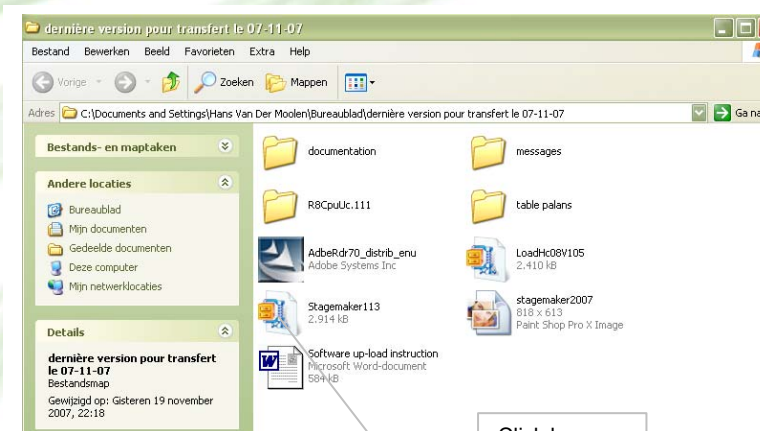 dernière version pour transfert le 07-11-07
Bestand Bewerken Beeld Favorieten Extra Help
Vorige Zoeken Mappen
Adres C:\Documents and Settings\Hans Van Der Moolen\Bureaublad\dernière version pour transfert le 07-11-07 Ga na
Bestands- en maptaken
Andere locaties
Bureaublad
Mijn documenten
Gedeelde documenten
Deze computer
Mijn netwerklocaties
Details
dernière version pour transfert
le 07-11-07
Bestandsmap
Gewijzigd op: Gisteren 19 november
2007, 22:18
documentation
messages
R8CpuUc.111
table palans
AdbeRdr70_distrib_enu
Adobe Systems Inc
LoadHc08V105
2.410 kB
Stagemaker113
2.914 kB
stagemaker2007
818 x 613
Paint Shop Pro X Image
Software up-load instruction
Microsoft Word-document
584 kB